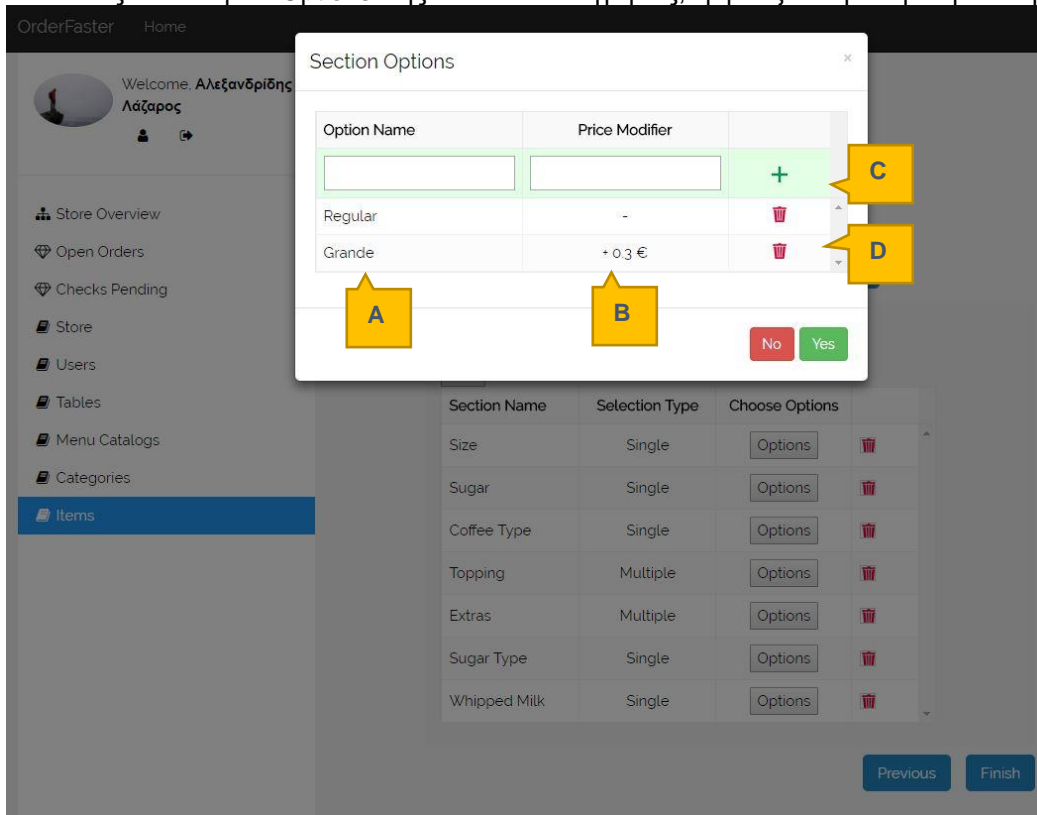 OrderFaster Home
Section Options ×
Welcome, Αλεξανδρίδης
Λάζαρος
Option Name Price Modifier
+ C
Regular -
Grande + 0.3 € D
A B
No Yes
Store Overview
Open Orders
Checks Pending
Store
Users
Tables
Menu Catalogs
Categories
Items
Section Name Selection Type Choose Options
Size Single Options
Sugar Single Options
Coffee Type Single Options
Topping Multiple Options
Extras Multiple Options
Sugar Type Single Options
Whipped Milk Single Options
Previous Finish